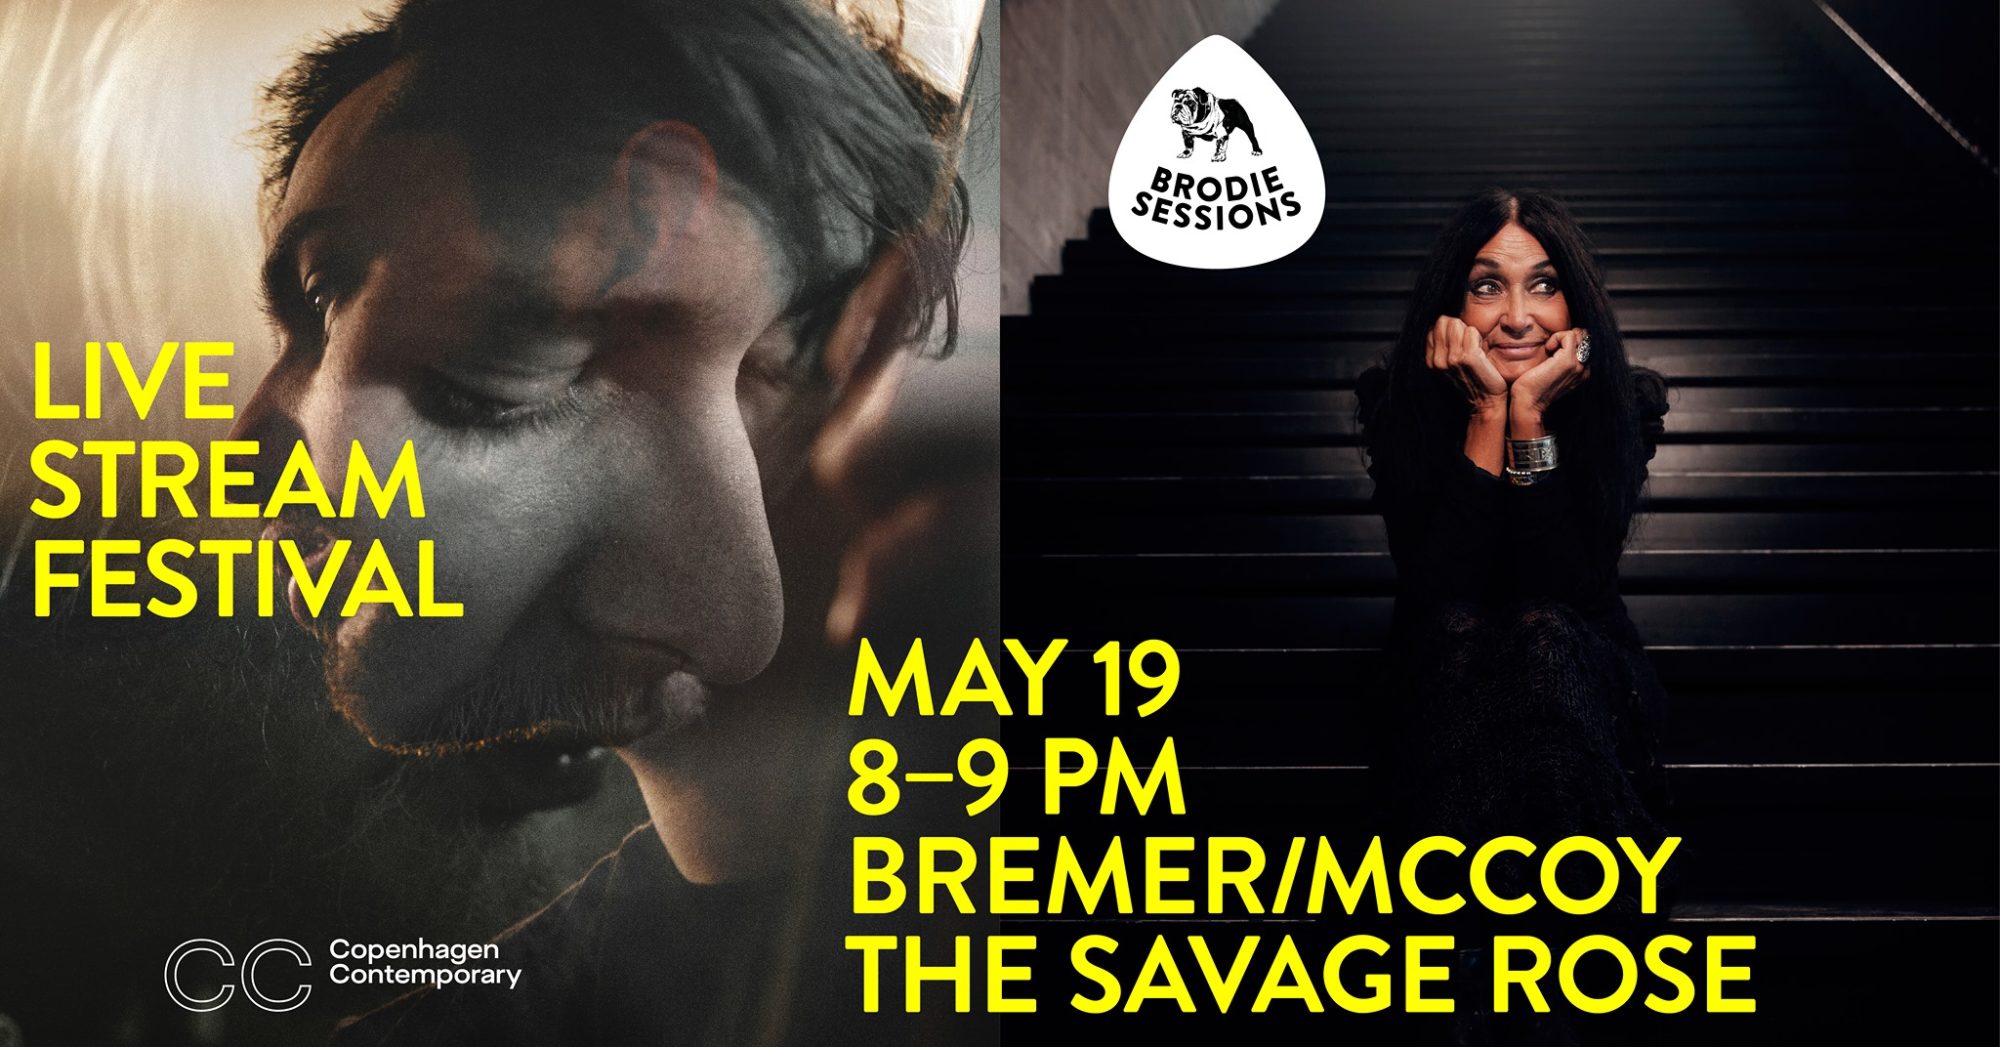 LIVE
STREAM
FESTIVAL
BRODIE
SESSIONS
MAY 19
8–9 PM
BREMER/MCCOY
THE SAVAGE ROSE
CC Copenhagen
Contemporary